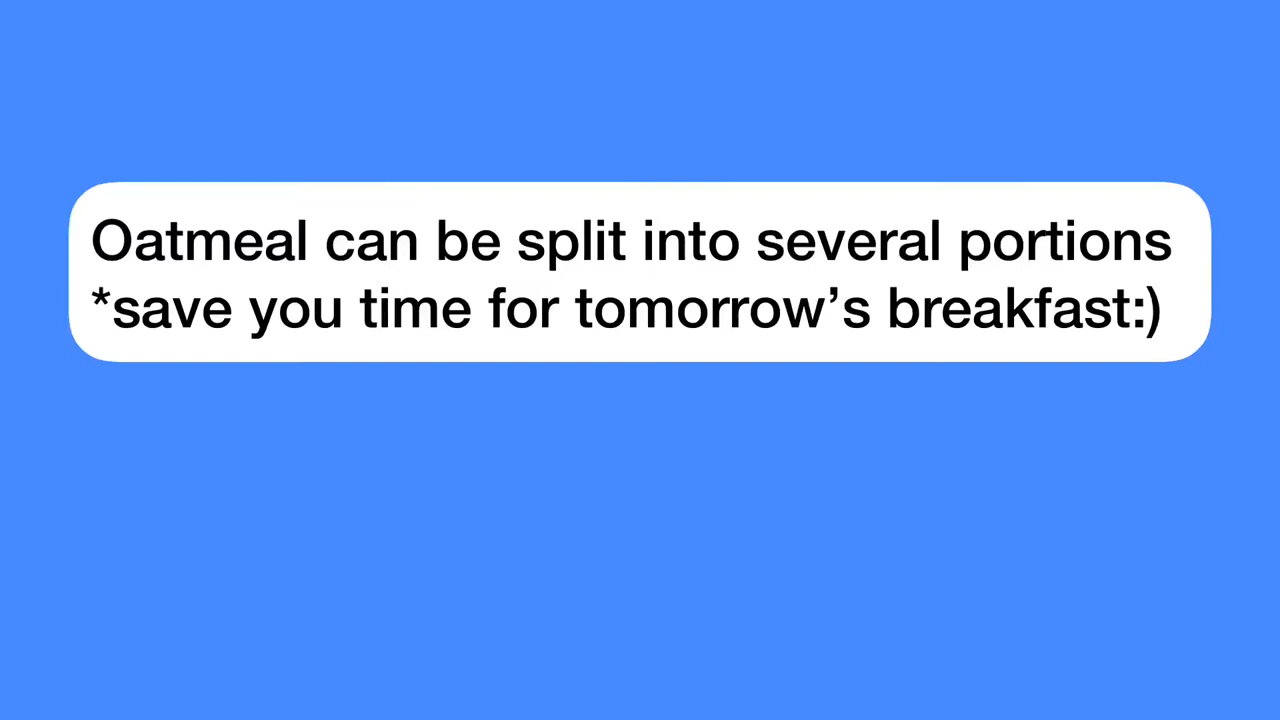 Oatmeal can be split into several portions
*save you time for tomorrow’s breakfast:)